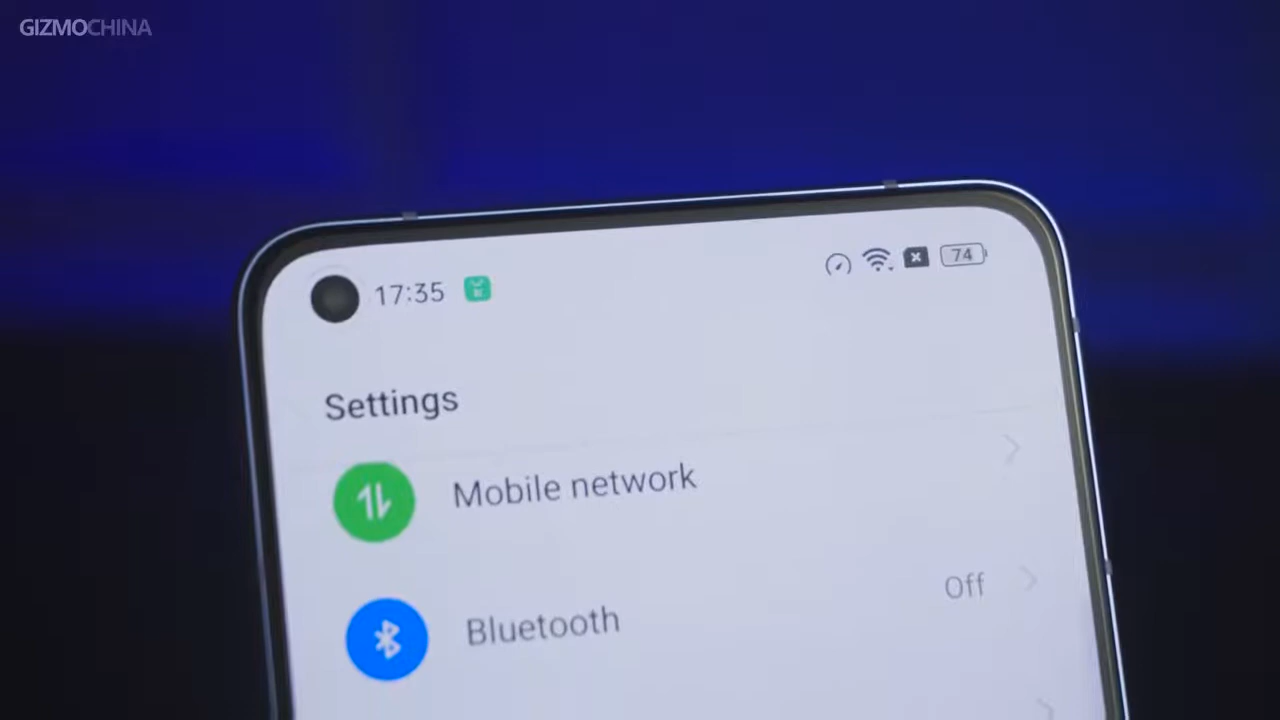 GIZMOCHINA
17:35 74
Settings
Mobile network
Bluetooth Off